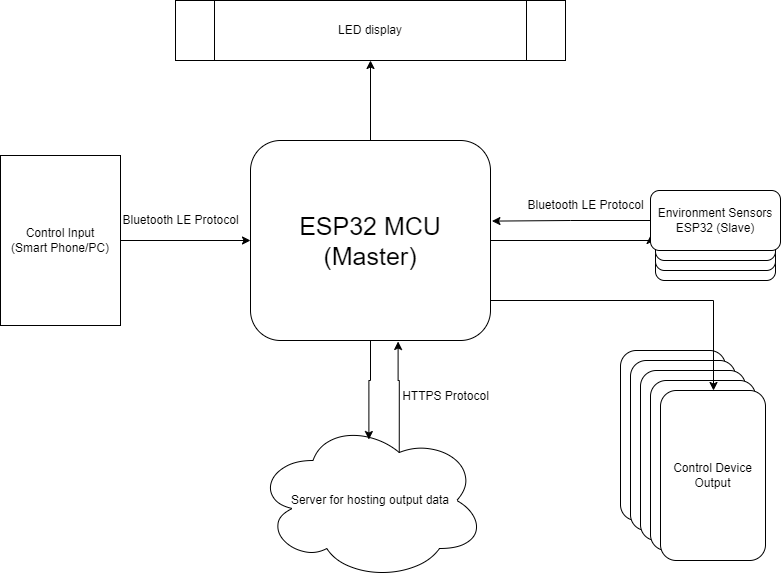 LED display
Bluetooth LE Protocol
Control Input
(Smart Phone/PC)
ESP32 MCU
(Master)
Bluetooth LE Protocol
Environment Sensors
ESP32 (Slave)
HTTPS Protocol
Server for hosting output data
Control Device
Output